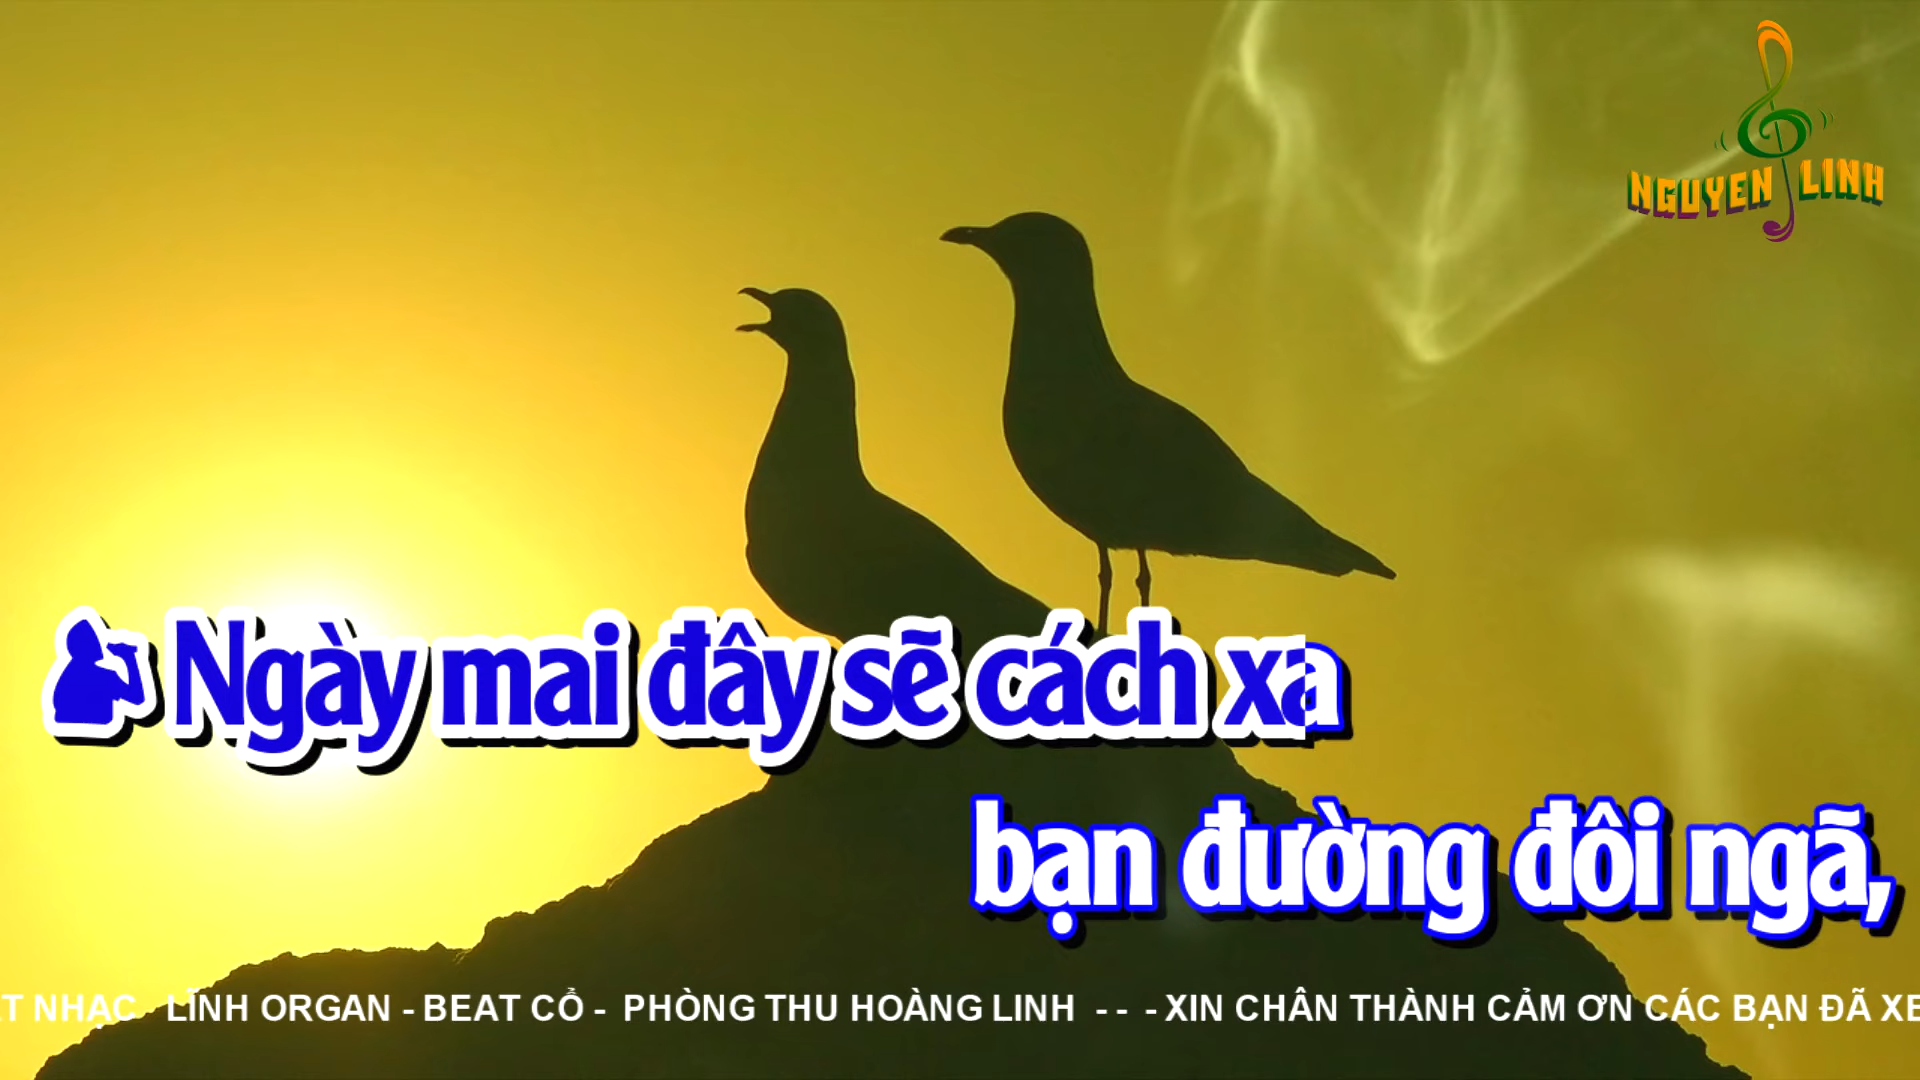 NGUYEN LINH
Ngày mai đây sẽ cách xa
bạn đường đôi ngã,
T NHẠC LĨNH ORGAN - BEAT CỔ - PHÒNG THU HOÀNG LINH - - - XIN CHÂN THÀNH CẢM ƠN CÁC BẠN ĐÃ XE